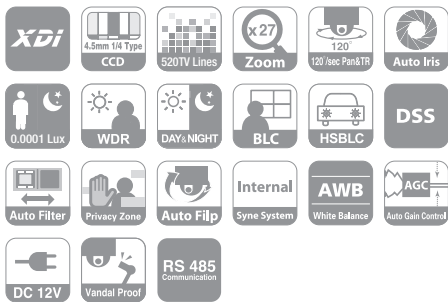 XDi
4.5mm 1/4 Type
CCD
520TV Lines
x27
Zoom
120°
120°/sec Pan&TR
Auto Iris
0.0001 Lux
WDR
DAY&NIGHT
BLC
HSBLC
DSS
Auto Filter
Privacy Zone
Auto Filp
Internal
Syne System
AWB
White Balance
AGC
Auto Gain Control
DC 12V
Vandal Proof
RS 485
Communication